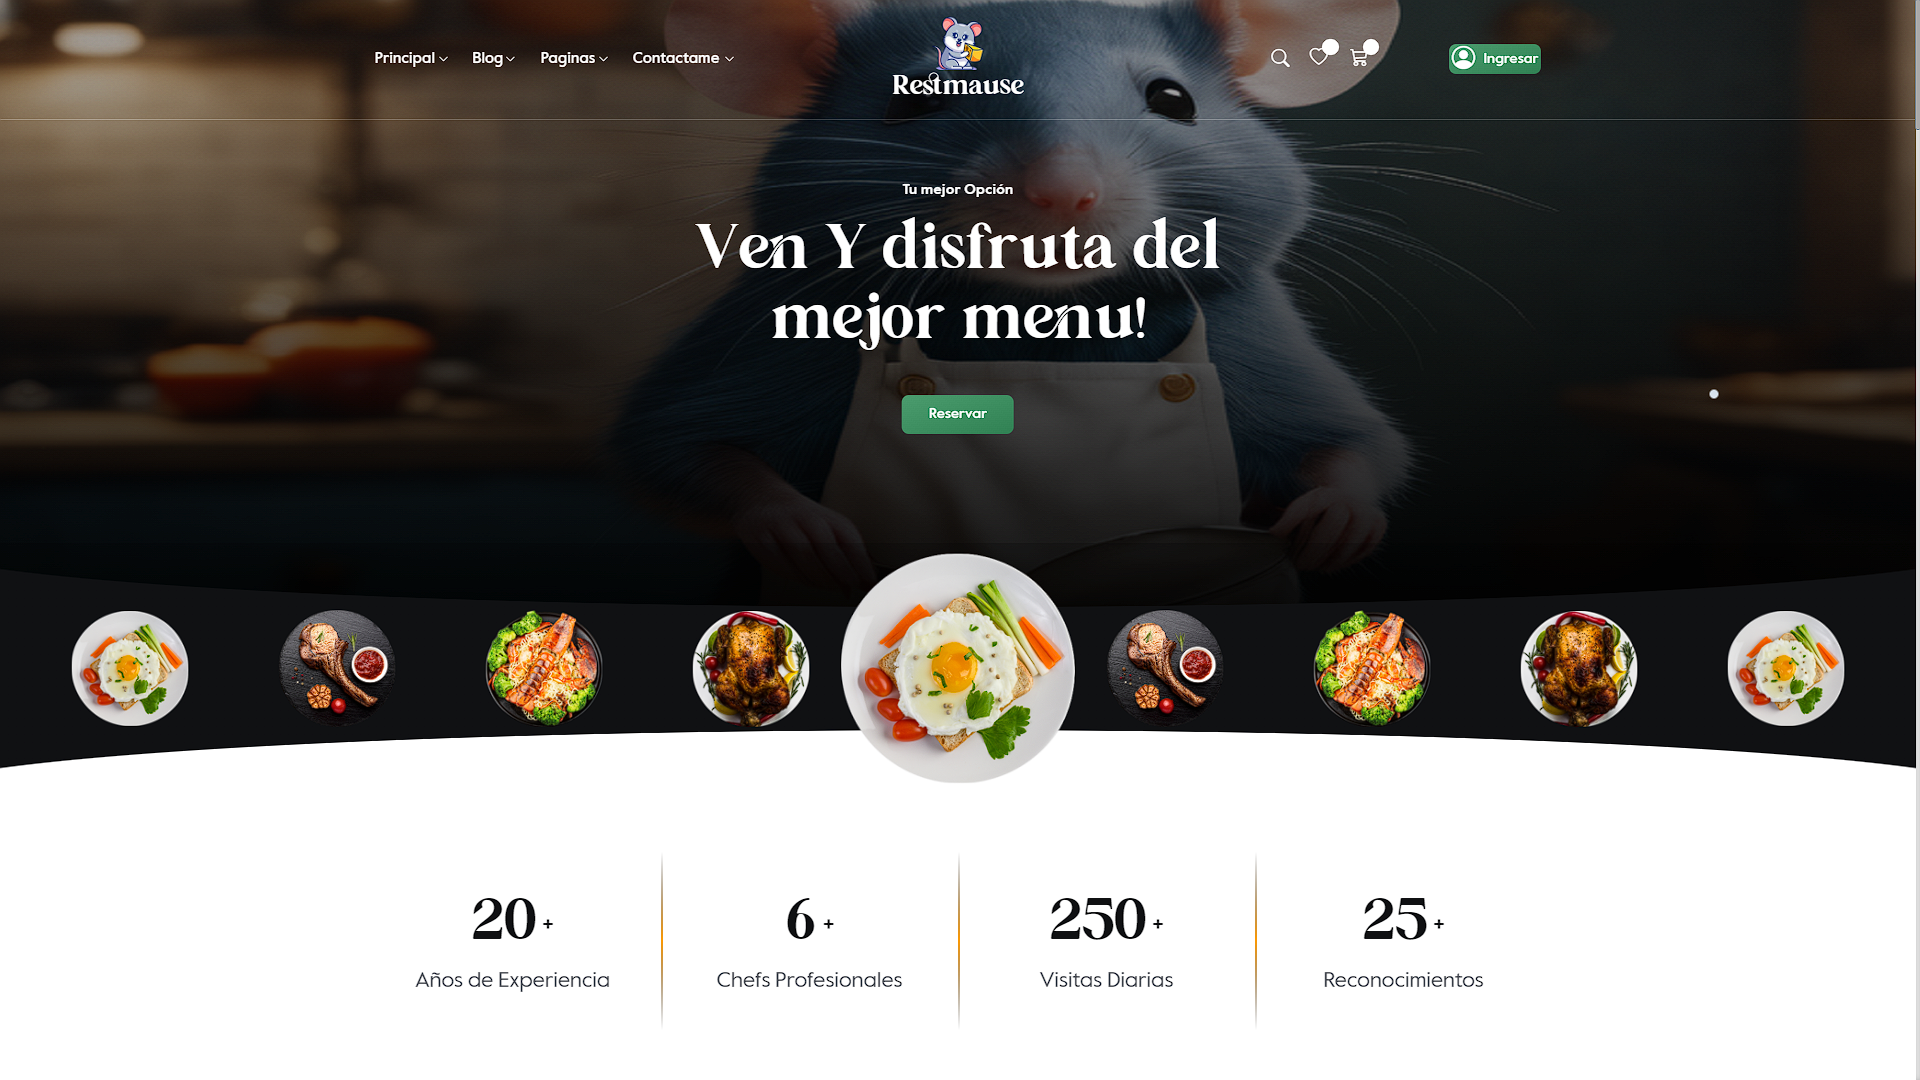 Principal
Blog
Paginas
Contactame
Restmause
Ingresar
Tu mejor Opción
Ven Y disfruta del
mejor menu!
Reservar
20 +
Años de Experiencia
6 +
Chefs Profesionales
250 +
Visitas Diarias
25 +
Reconocimientos